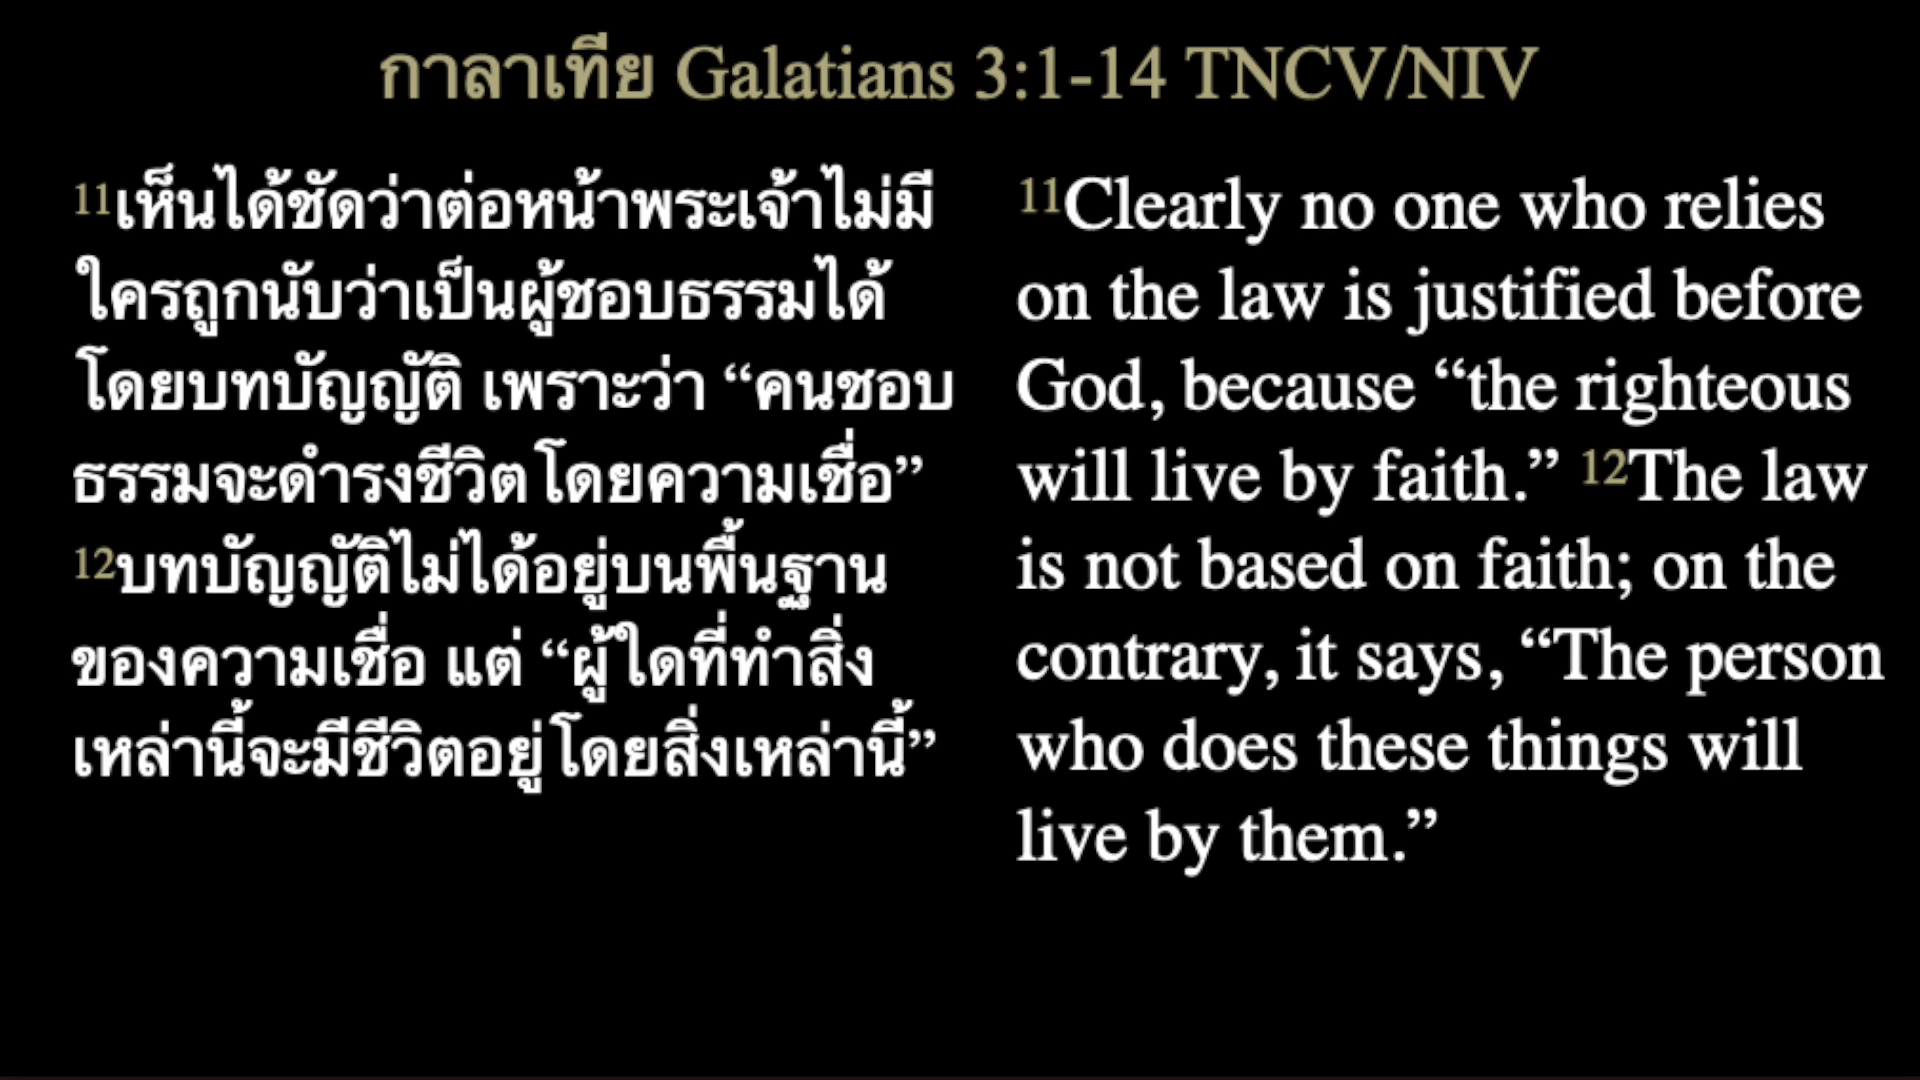 กาลาเทีย Galatians 3:1-14 TNCV/NIV
11เห็นได้ชัดว่าต่อหน้าพระเจ้าไม่มี
ใครถูกนับว่าเป็นผู้ชอบธรรมได้
โดยบทบัญญัติ เพราะว่า “คนชอบ
ธรรมจะดำรงชีวิตโดยความเชื่อ”
12บทบัญญัติไม่ได้อยู่บนพื้นฐาน
ของความเชื่อ แต่ “ผู้ใดที่ทำสิ่ง
เหล่านี้จะมีชีวิตอยู่โดยสิ่งเหล่านี้”
11Clearly no one who relies
on the law is justified before
God, because “the righteous
will live by faith.” 12The law
is not based on faith; on the
contrary, it says, “The person
who does these things will
live by them.”